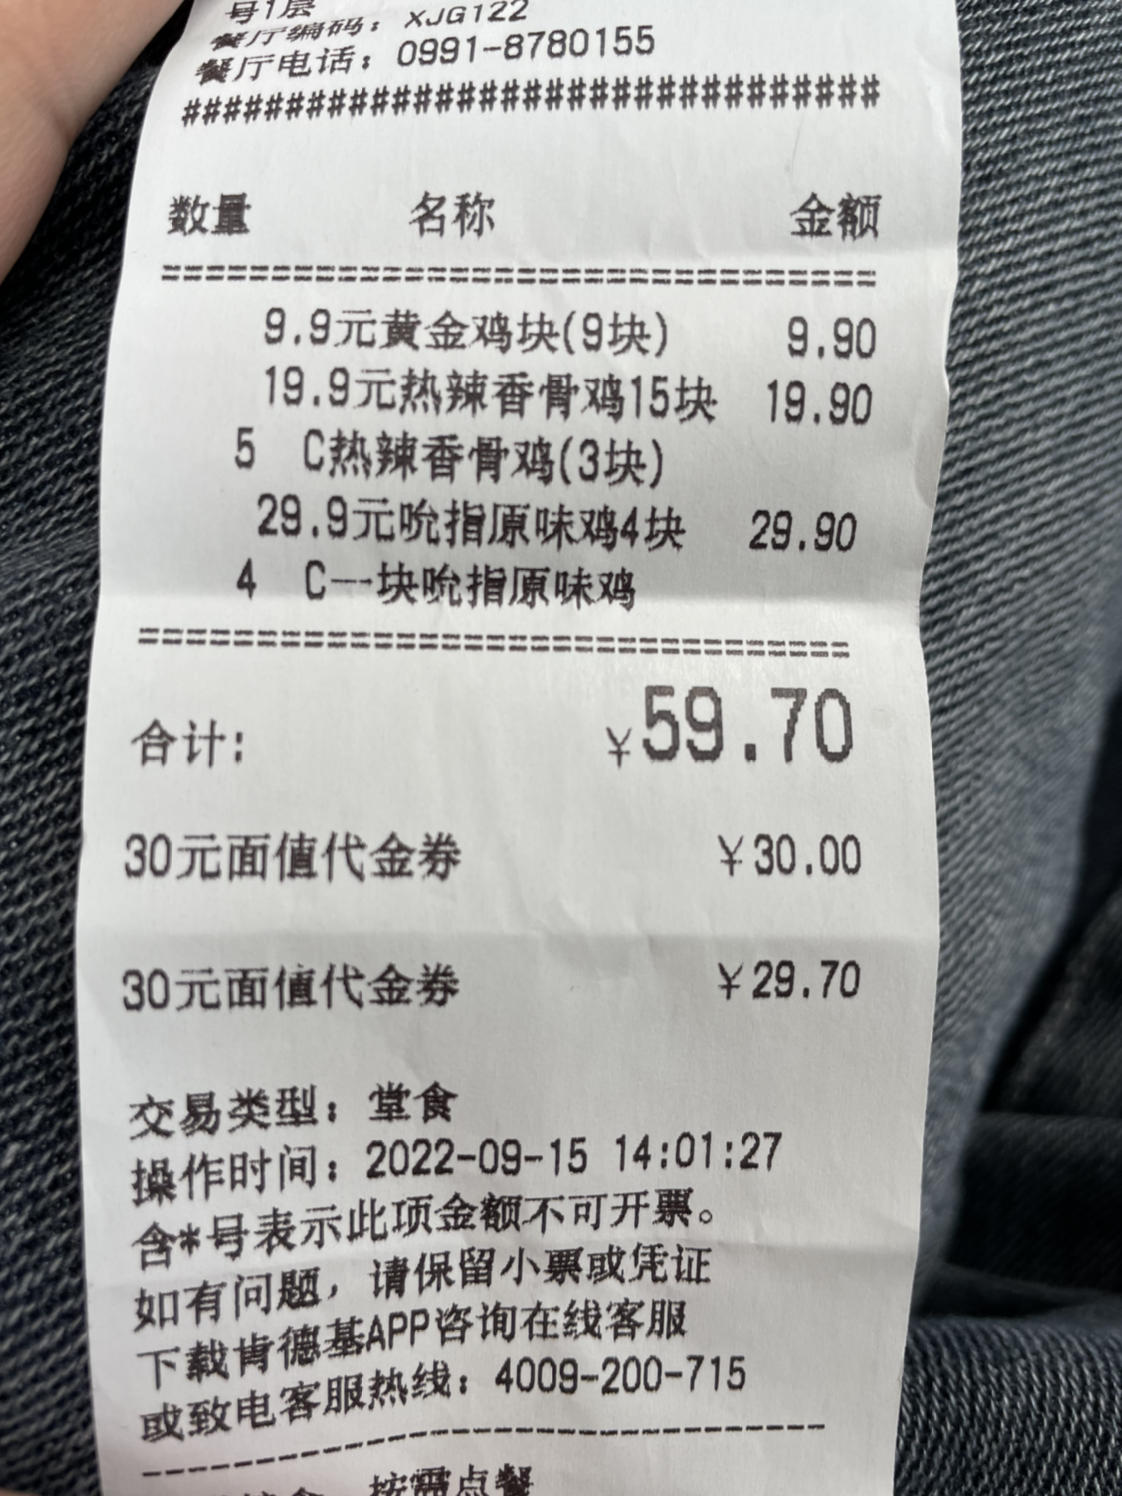 号1层
餐厅编码：XJG122
餐厅电话：0991-8780155
#################################
数量 名称 金额
=================================
9.9元黄金鸡块(9块) 9.90
19.9元热辣香骨鸡15块 19.90
5 C热辣香骨鸡(3块)
29.9元吮指原味鸡4块 29.90
4 C一块吮指原味鸡
=================================
合计: ¥59.70
30元面值代金券 ¥30.00
30元面值代金券 ¥29.70
交易类型：堂食
操作时间：2022-09-15 14:01:27
含*号表示此项金额不可开票。
如有问题，请保留小票或凭证
下载肯德基APP咨询在线客服
或致电客服热线：4009-200-715
---------------------------------
按需点餐